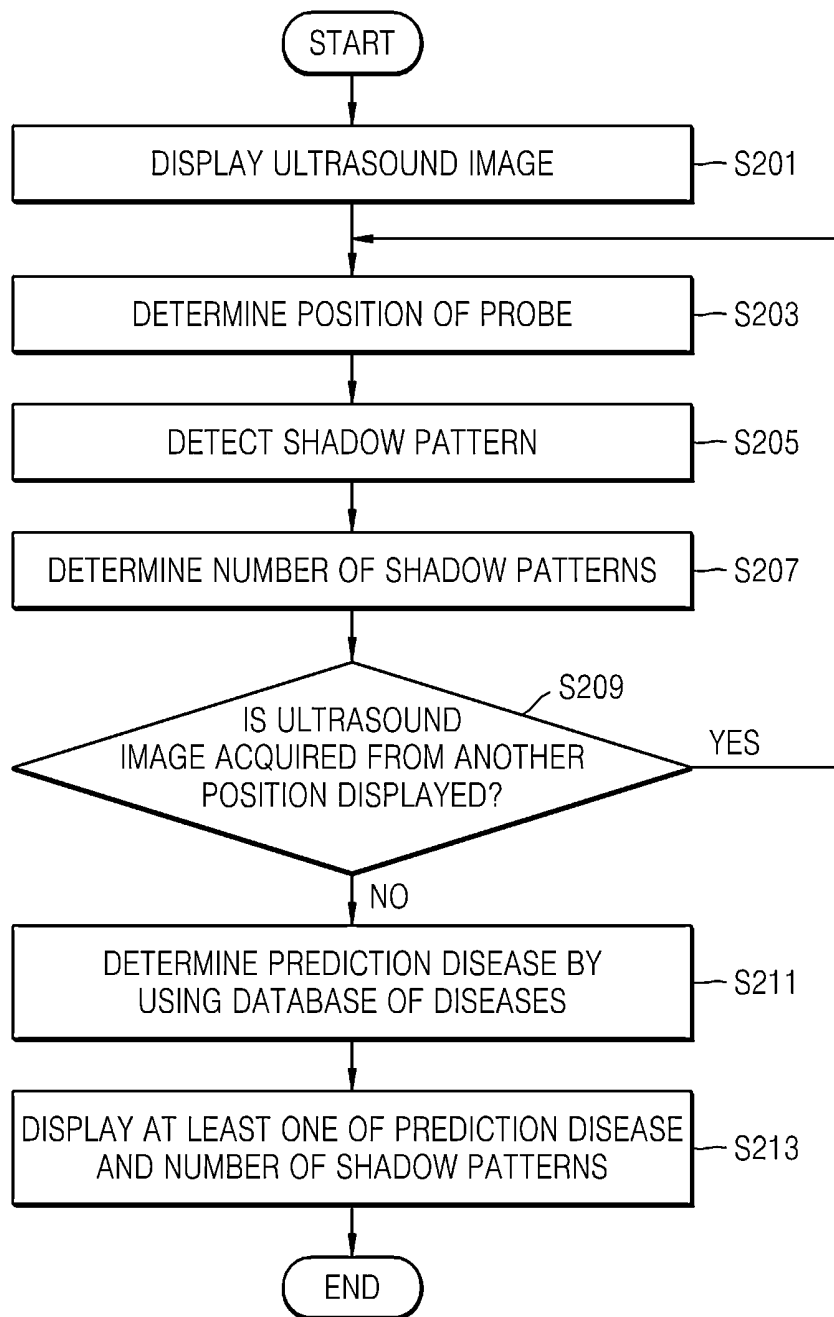 START
DISPLAY ULTRASOUND IMAGE
S201
DETERMINE POSITION OF PROBE
S203
DETECT SHADOW PATTERN
S205
DETERMINE NUMBER OF SHADOW PATTERNS
S207
S209
IS ULTRASOUND
IMAGE ACQUIRED FROM ANOTHER
POSITION DISPLAYED?
YES
NO
DETERMINE PREDICTION DISEASE BY
USING DATABASE OF DISEASES
S211
DISPLAY AT LEAST ONE OF PREDICTION DISEASE
AND NUMBER OF SHADOW PATTERNS
S213
END